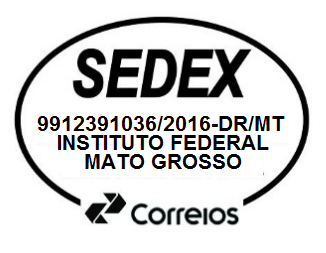 SEDEX
9912391036/2016-DR/MT
INSTITUTO FEDERAL
MATO GROSSO
Correios